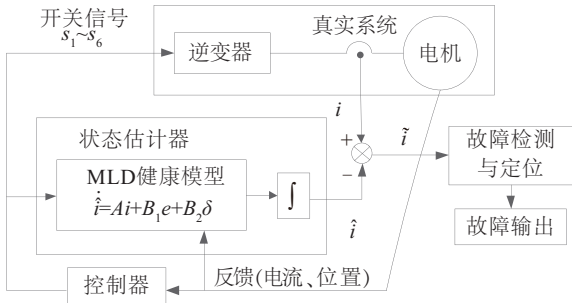 开关信号
s₁~s₆
真实系统
逆变器
电机
i
状态估计器
+
ĩ
−
故障检测
与定位
MLD健康模型
î̇=Ai+B₁e+B₂δ
∫
î
故障输出
控制器
反馈(电流、位置)